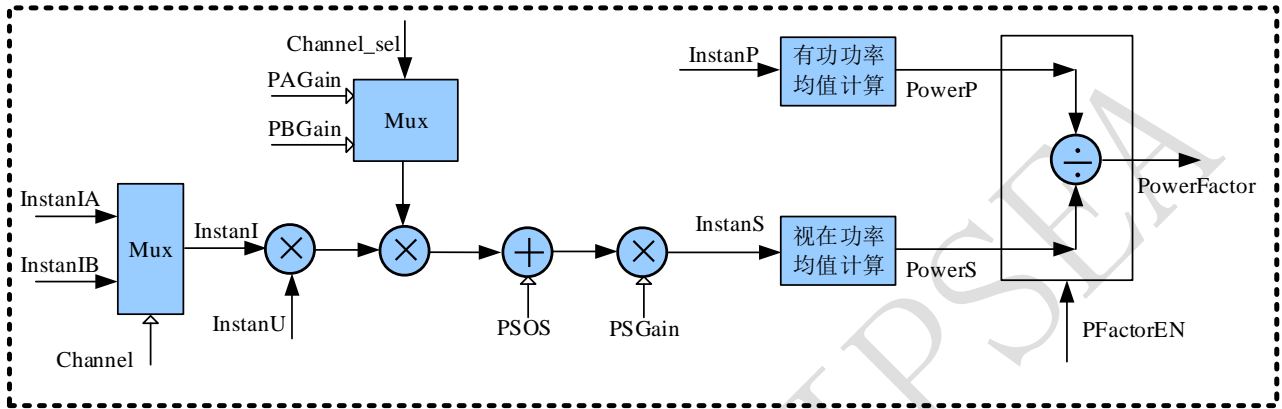 Channel_sel
PAGain
PBGain
Mux
InstanIA
InstanIB
Mux
Channel
InstanI
×
InstanU
×
+
PSOS
×
PSGain
InstanP
有功功率
均值计算
PowerP
InstanS
视在功率
均值计算
PowerS
÷
PowerFactor
PFactorEN